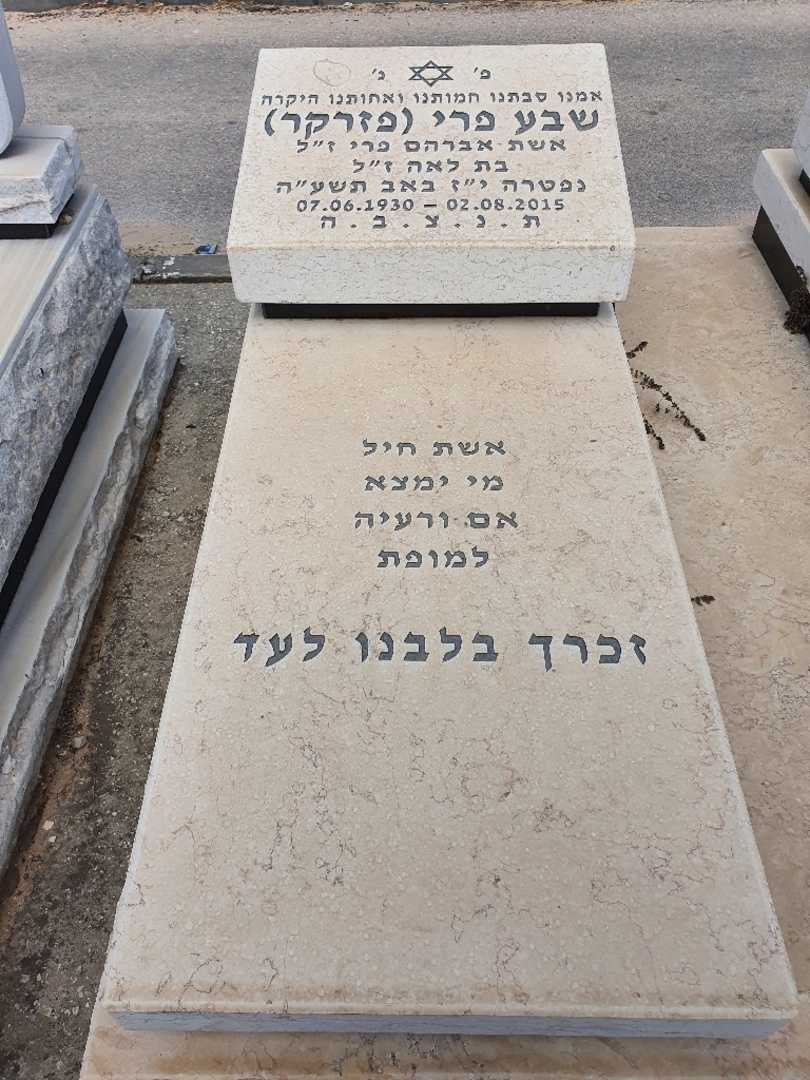 פ׳ נ׳
אמנו סבתנו חמותנו ואחותנו היקרה
שבע פרי (פזרקר)
אשת אברהם פרי ז״ל
בת לאה ז״ל
נפטרה י״ז באב תשע״ה
07.06.1930 – 02.08.2015
ת . נ . צ . ב . ה
אשת חיל
מי ימצא
אם ורעיה
למופת
זכרך בלבנו לעד